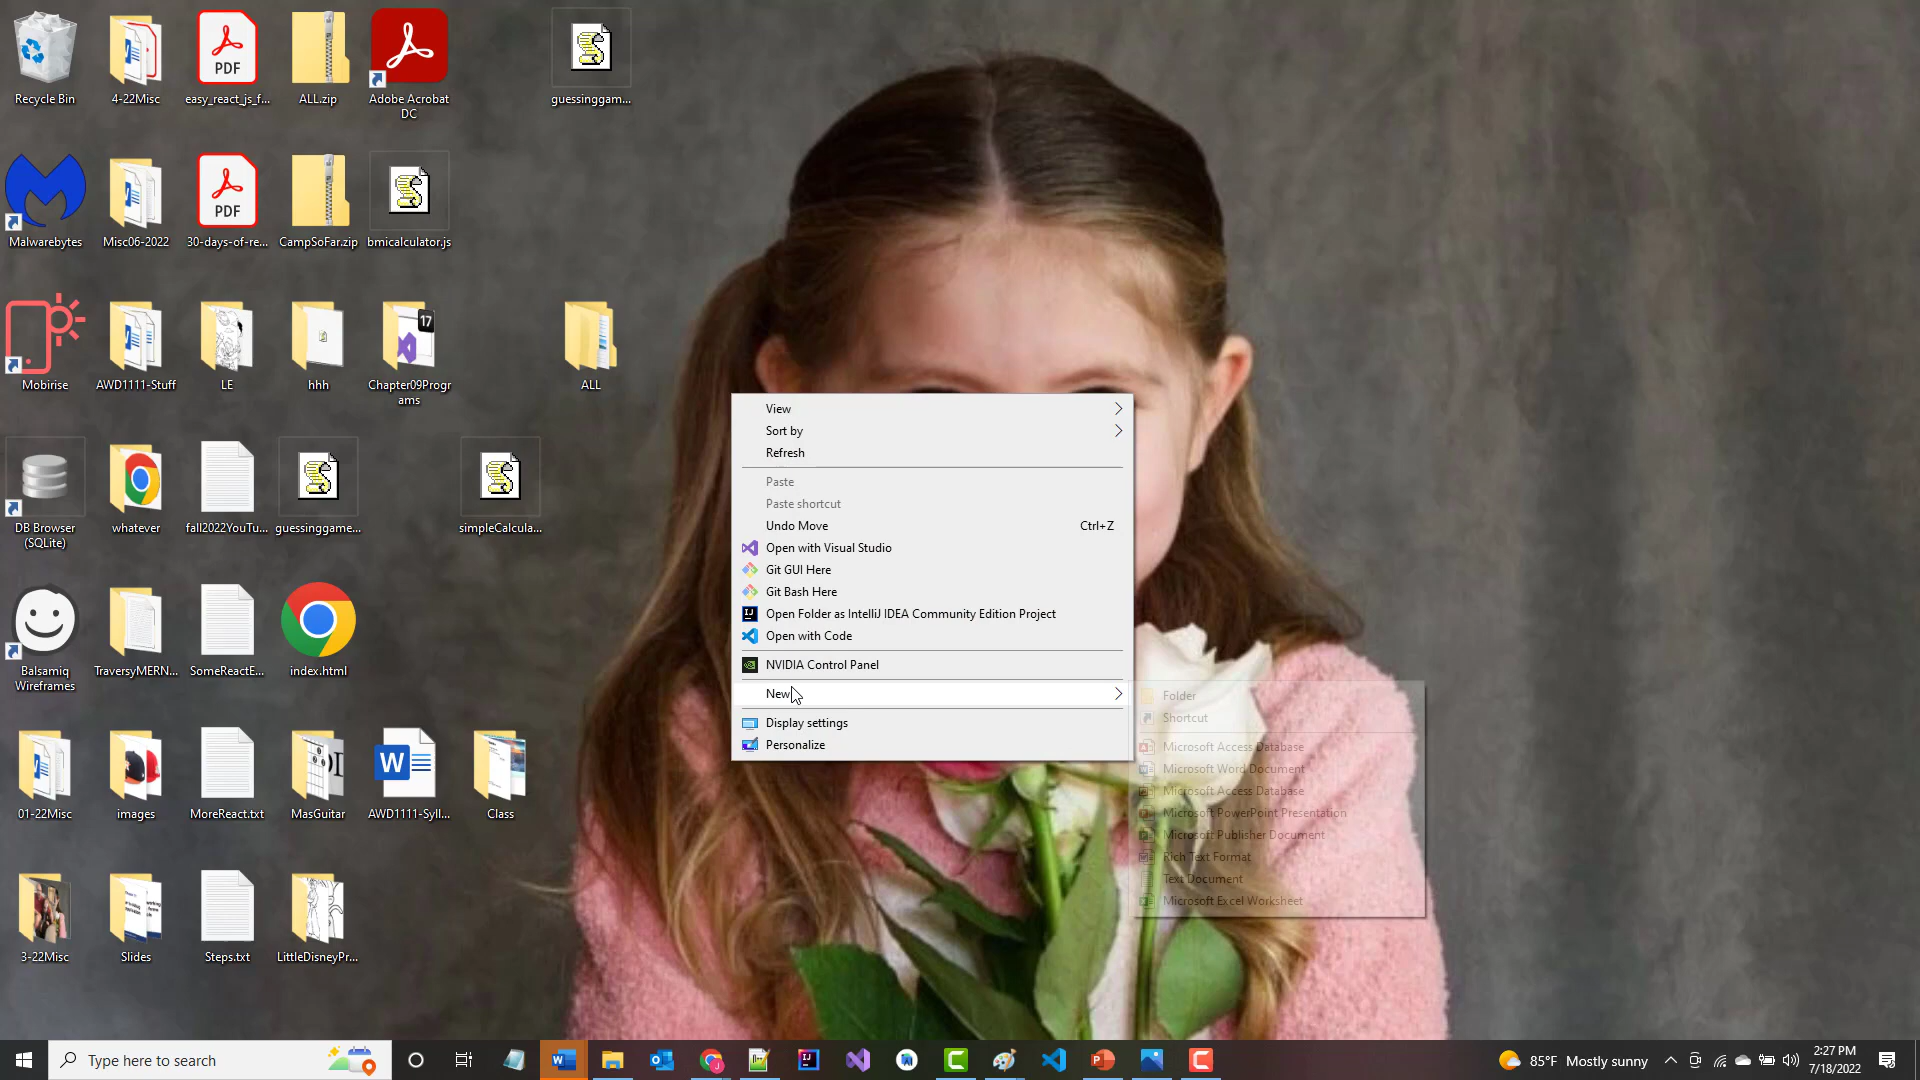 Recycle Bin
4-22Misc
easy_react_js_f...
ALL.zip
Adobe Acrobat
DC
guessinggam...
Malwarebytes
Misc06-2022
30-days-of-re...
CampSoFar.zip
bmicalculator.js
Mobirise
AWD1111-Stuff
LE
hhh
Chapter09Progr
ams
ALL
DB Browser
(SQLite)
whatever
fall2022YouTu...
guessinggame...
simpleCalcula...
Balsamiq
Wireframes
TraversyMERN...
SomeReactE...
index.html
01-22Misc
images
MoreReact.txt
MasGuitar
AWD1111-Syll...
Class
3-22Misc
Slides
Steps.txt
LittleDisneyPr...
PDF
PDF
17
View
Sort by
Refresh
Paste
Paste shortcut
Undo Move Ctrl+Z
Open with Visual Studio
Git GUI Here
Git Bash Here
Open Folder as IntelliJ IDEA Community Edition Project
Open with Code
NVIDIA Control Panel
New
Display settings
Personalize
Folder
Shortcut
Microsoft Access Database
Microsoft Word Document
Microsoft Access Database
Microsoft PowerPoint Presentation
Microsoft Publisher Document
Rich Text Format
Text Document
Microsoft Excel Worksheet
Type here to search
85°F Mostly sunny
2:27 PM
7/18/2022